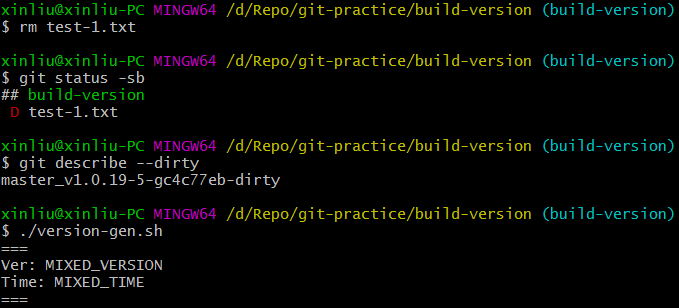 xinliu@xinliu-PC MINGW64 /d/Repo/git-practice/build-version (build-version)
$ rm test-1.txt
xinliu@xinliu-PC MINGW64 /d/Repo/git-practice/build-version (build-version)
$ git status -sb
## build-version
 D test-1.txt
xinliu@xinliu-PC MINGW64 /d/Repo/git-practice/build-version (build-version)
$ git describe --dirty
master_v1.0.19-5-gc4c77eb-dirty
xinliu@xinliu-PC MINGW64 /d/Repo/git-practice/build-version (build-version)
$ ./version-gen.sh
===
Ver: MIXED_VERSION
Time: MIXED_TIME
===